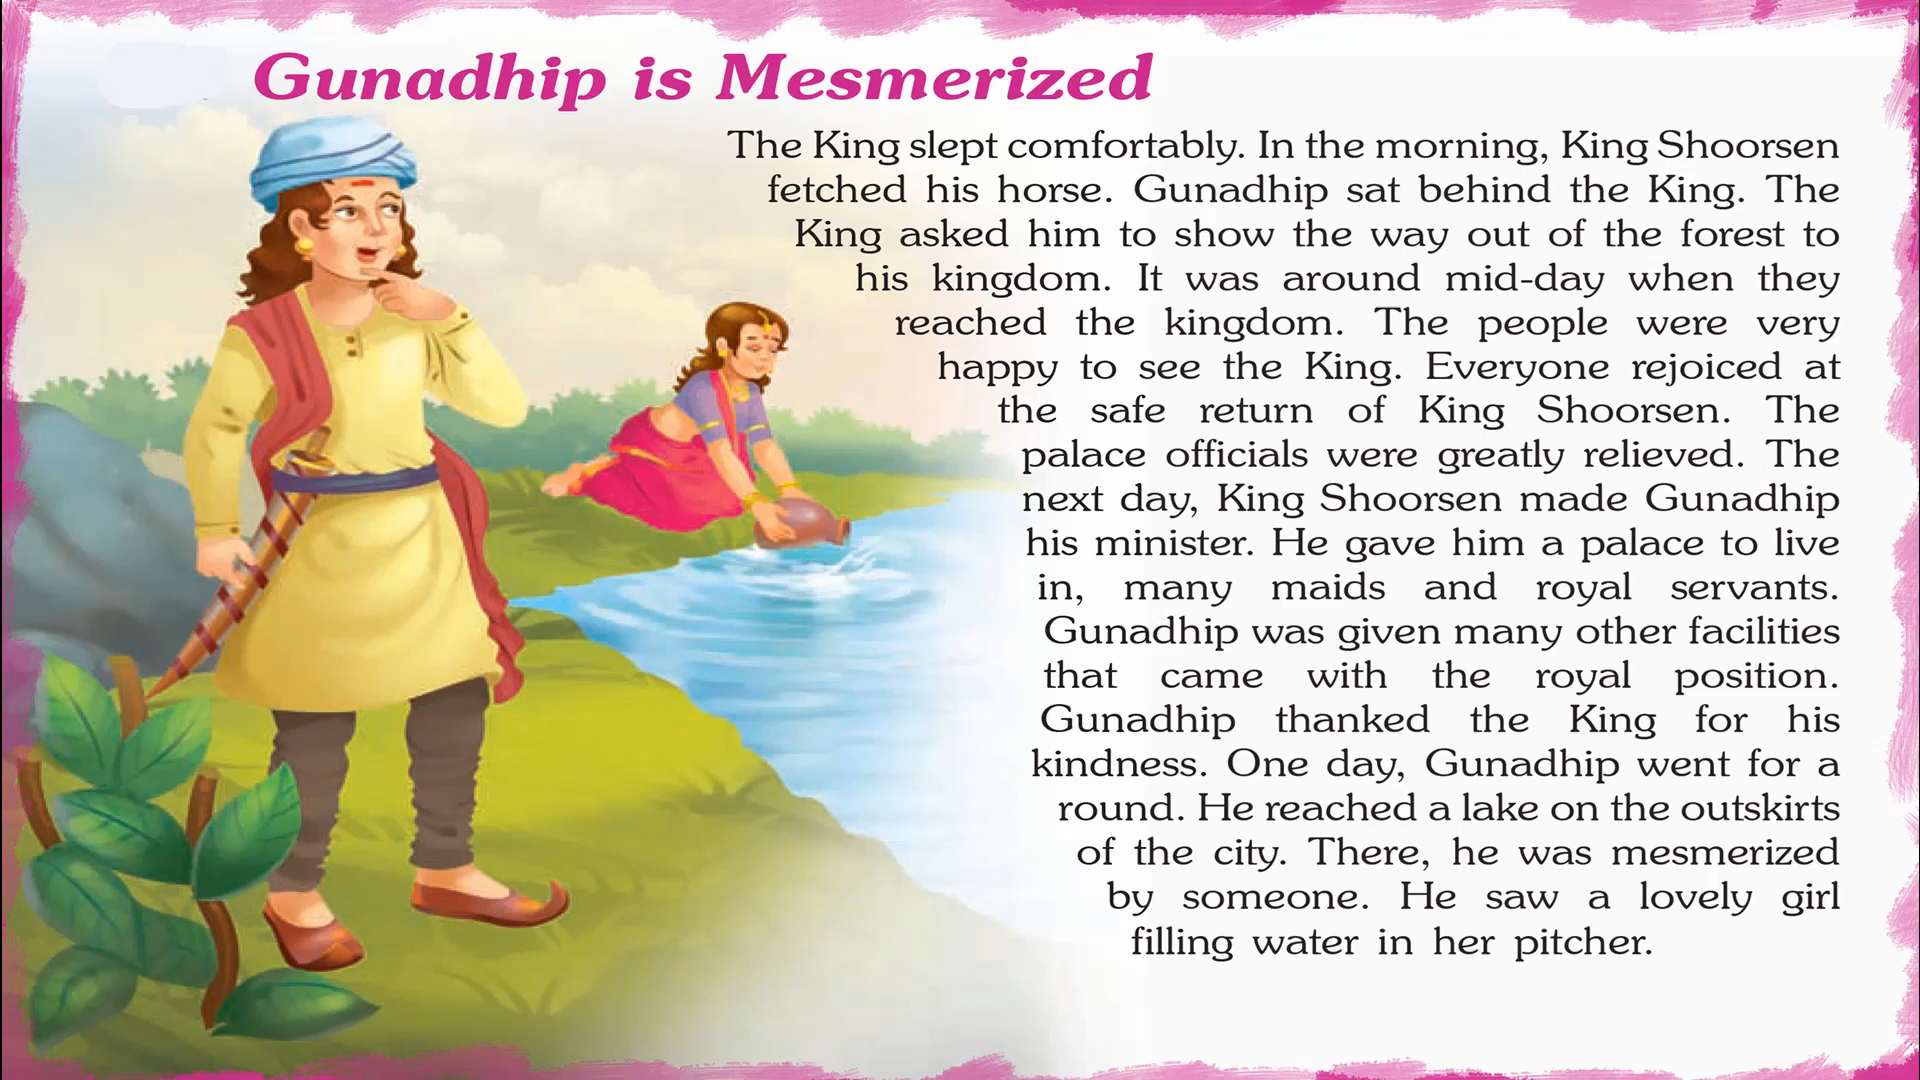 Gunadhip is Mesmerized
The King slept comfortably. In the morning, King Shoorsen
fetched his horse. Gunadhip sat behind the King. The
King asked him to show the way out of the forest to
his kingdom. It was around mid-day when they
reached the kingdom. The people were very
happy to see the King. Everyone rejoiced at
the safe return of King Shoorsen. The
palace officials were greatly relieved. The
next day, King Shoorsen made Gunadhip
his minister. He gave him a palace to live
in, many maids and royal servants.
Gunadhip was given many other facilities
that came with the royal position.
Gunadhip thanked the King for his
kindness. One day, Gunadhip went for a
round. He reached a lake on the outskirts
of the city. There, he was mesmerized
by someone. He saw a lovely girl
filling water in her pitcher.